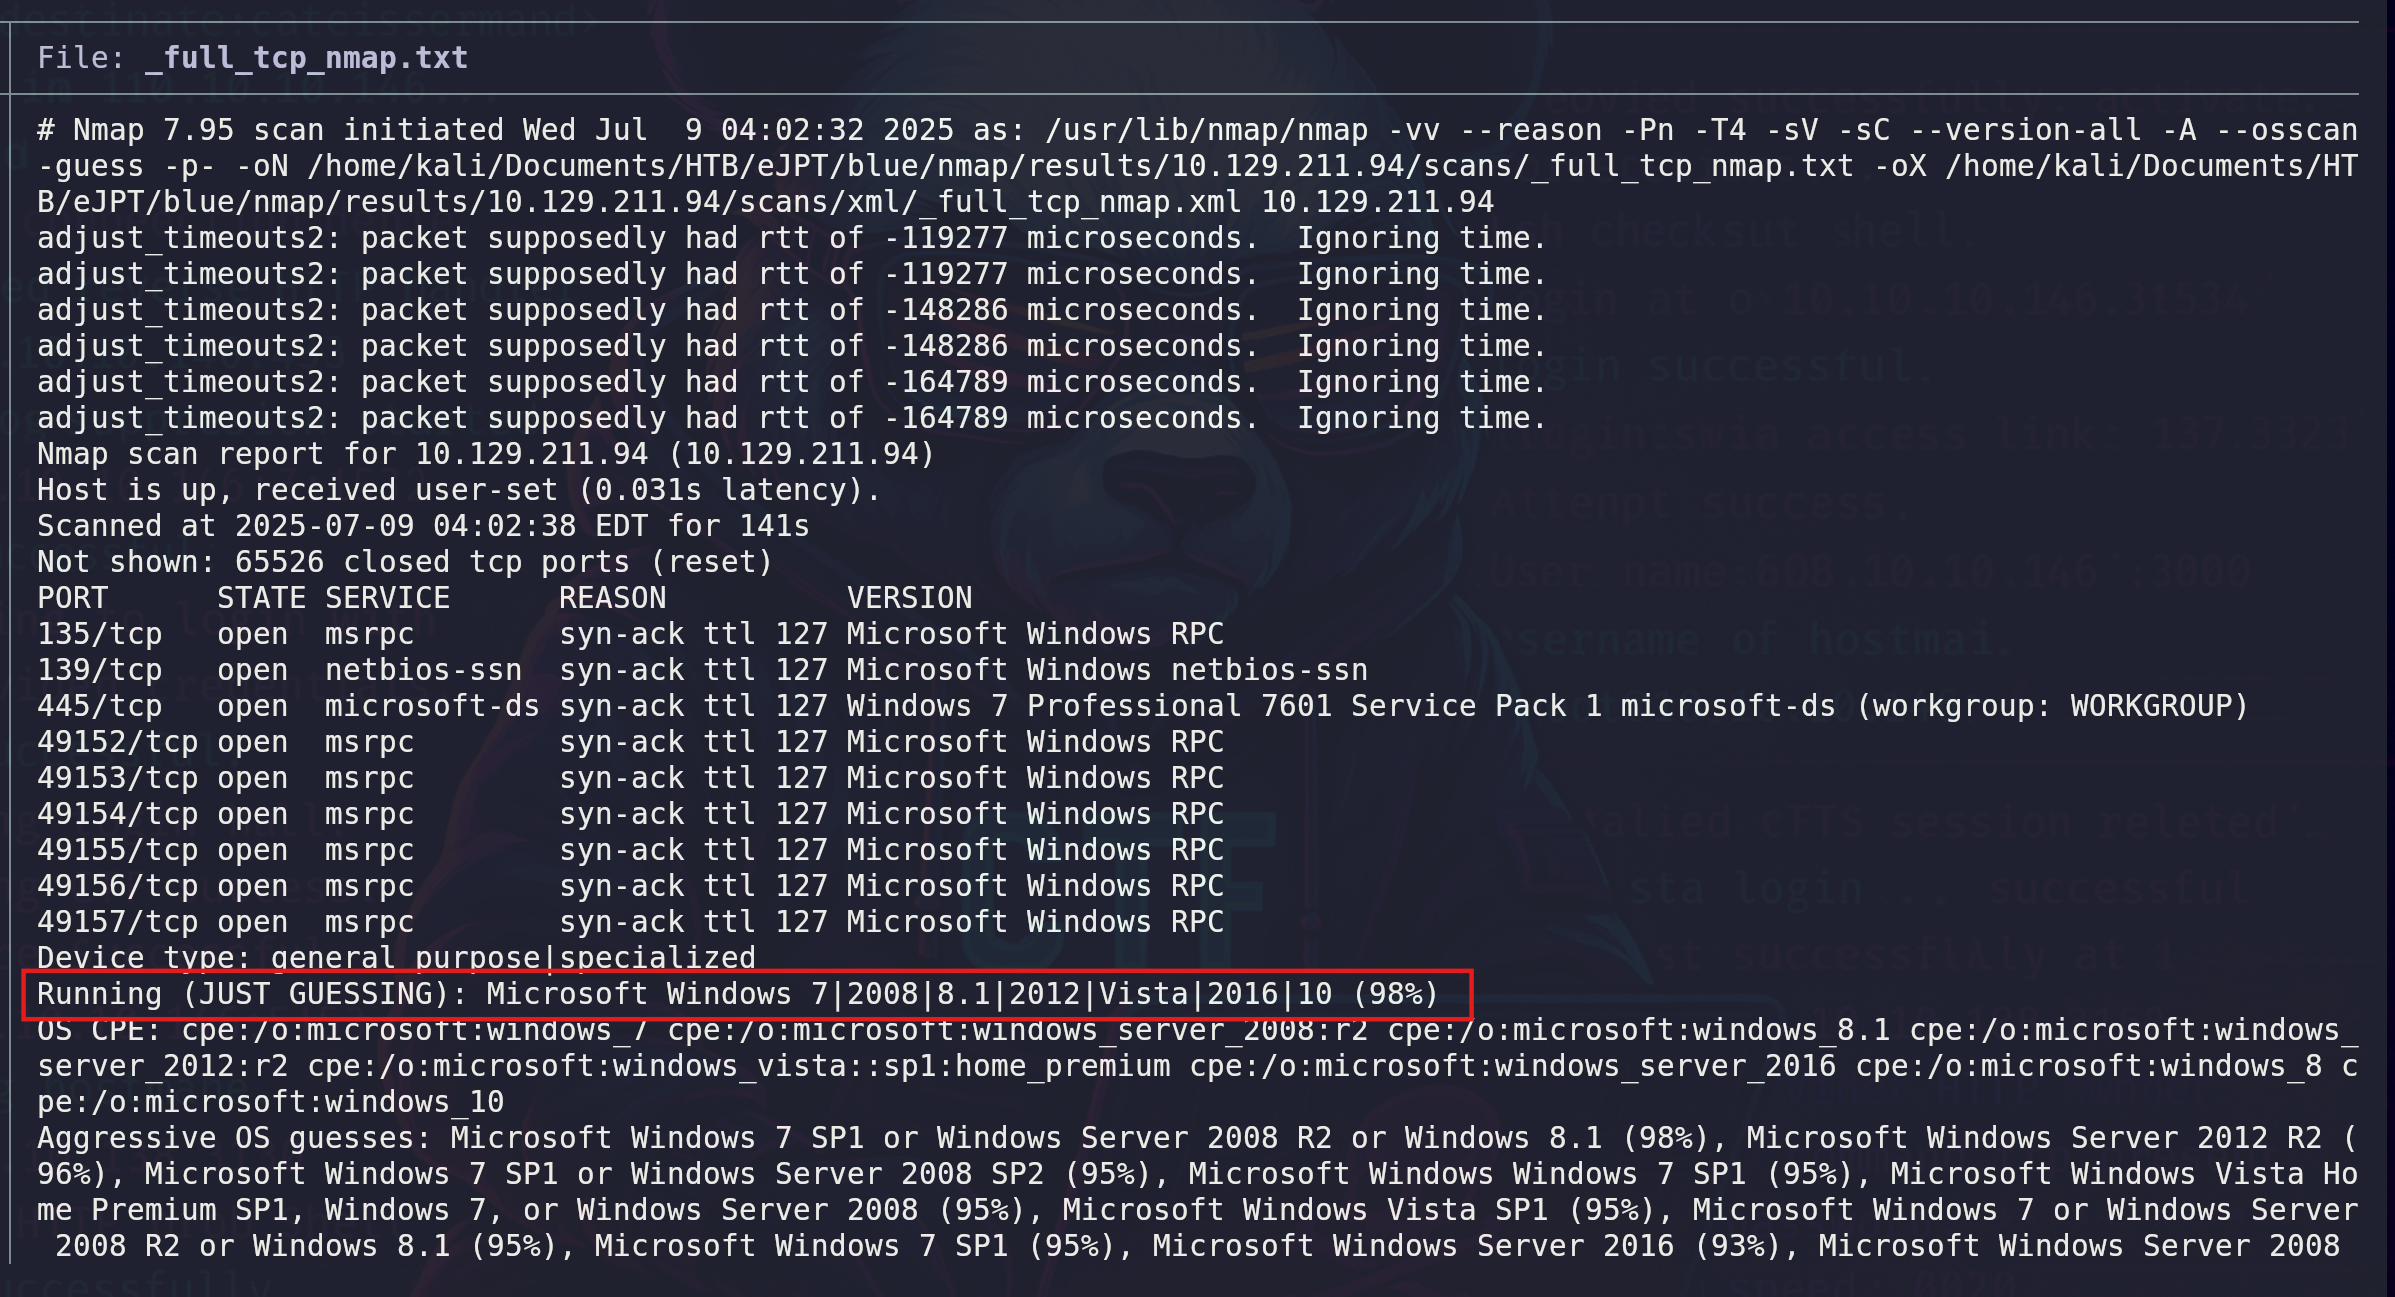 File: _full_tcp_nmap.txt
# Nmap 7.95 scan initiated Wed Jul  9 04:02:32 2025 as: /usr/lib/nmap/nmap -vv --reason -Pn -T4 -sV -sC --version-all -A --osscan
-guess -p- -oN /home/kali/Documents/HTB/eJPT/blue/nmap/results/10.129.211.94/scans/_full_tcp_nmap.txt -oX /home/kali/Documents/HT
B/eJPT/blue/nmap/results/10.129.211.94/scans/xml/_full_tcp_nmap.xml 10.129.211.94
adjust_timeouts2: packet supposedly had rtt of -119277 microseconds.  Ignoring time.
adjust_timeouts2: packet supposedly had rtt of -119277 microseconds.  Ignoring time.
adjust_timeouts2: packet supposedly had rtt of -148286 microseconds.  Ignoring time.
adjust_timeouts2: packet supposedly had rtt of -148286 microseconds.  Ignoring time.
adjust_timeouts2: packet supposedly had rtt of -164789 microseconds.  Ignoring time.
adjust_timeouts2: packet supposedly had rtt of -164789 microseconds.  Ignoring time.
Nmap scan report for 10.129.211.94 (10.129.211.94)
Host is up, received user-set (0.031s latency).
Scanned at 2025-07-09 04:02:38 EDT for 141s
Not shown: 65526 closed tcp ports (reset)
PORT      STATE SERVICE      REASON          VERSION
135/tcp   open  msrpc        syn-ack ttl 127 Microsoft Windows RPC
139/tcp   open  netbios-ssn  syn-ack ttl 127 Microsoft Windows netbios-ssn
445/tcp   open  microsoft-ds syn-ack ttl 127 Windows 7 Professional 7601 Service Pack 1 microsoft-ds (workgroup: WORKGROUP)
49152/tcp open  msrpc        syn-ack ttl 127 Microsoft Windows RPC
49153/tcp open  msrpc        syn-ack ttl 127 Microsoft Windows RPC
49154/tcp open  msrpc        syn-ack ttl 127 Microsoft Windows RPC
49155/tcp open  msrpc        syn-ack ttl 127 Microsoft Windows RPC
49156/tcp open  msrpc        syn-ack ttl 127 Microsoft Windows RPC
49157/tcp open  msrpc        syn-ack ttl 127 Microsoft Windows RPC
Device type: general purpose|specialized
Running (JUST GUESSING): Microsoft Windows 7|2008|8.1|2012|Vista|2016|10 (98%)
OS CPE: cpe:/o:microsoft:windows_7 cpe:/o:microsoft:windows_server_2008:r2 cpe:/o:microsoft:windows_8.1 cpe:/o:microsoft:windows_
server_2012:r2 cpe:/o:microsoft:windows_vista::sp1:home_premium cpe:/o:microsoft:windows_server_2016 cpe:/o:microsoft:windows_8 c
pe:/o:microsoft:windows_10
Aggressive OS guesses: Microsoft Windows 7 SP1 or Windows Server 2008 R2 or Windows 8.1 (98%), Microsoft Windows Server 2012 R2 (
96%), Microsoft Windows 7 SP1 or Windows Server 2008 SP2 (95%), Microsoft Windows Windows 7 SP1 (95%), Microsoft Windows Vista Ho
me Premium SP1, Windows 7, or Windows Server 2008 (95%), Microsoft Windows Vista SP1 (95%), Microsoft Windows 7 or Windows Server
 2008 R2 or Windows 8.1 (95%), Microsoft Windows 7 SP1 (95%), Microsoft Windows Server 2016 (93%), Microsoft Windows Server 2008